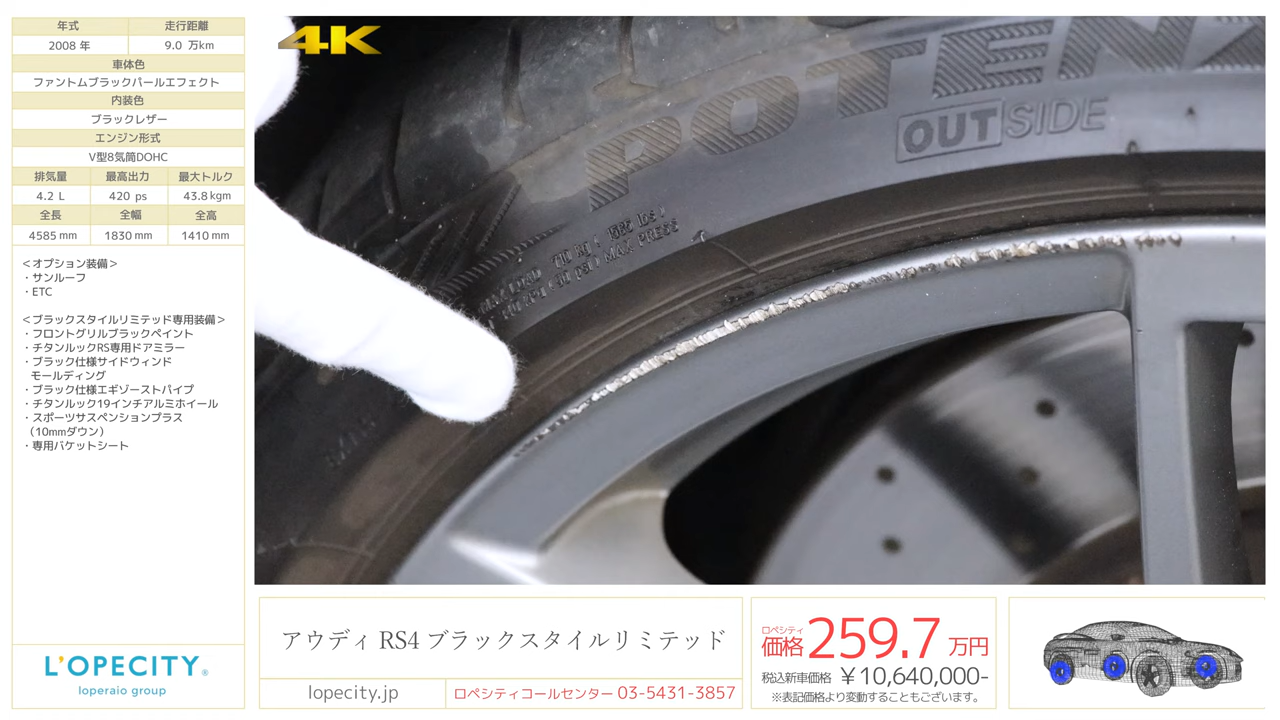 年式 走行距離
2008 年 9.0 万km
車体色
ファントムブラックパールエフェクト
内装色
ブラックレザー
エンジン形式
V型8気筒DOHC
排気量 最高出力 最大トルク
4.2 L 420 ps 43.8kgm
全長 全幅 全高
4585 mm 1830 mm 1410 mm
<オプション装備>
・サンルーフ
・ETC
<ブラックスタイルリミテッド専用装備>
・フロントグリルブラックペイント
・チタンルックRS専用ドアミラー
・ブラック仕様サイドウィンド
モールディング
・ブラック仕様エギゾーストパイプ
・チタンルック19インチアルミホイール
・スポーツサスペンションプラス
(10mmダウン)
・専用バケットシート
L'OPECITY®
loperaio group
4K
POTENZ
OUTSIDE
MAX PRESS
アウディ RS4 ブラックスタイルリミテッド
lopecity.jp ロペシティコールセンター 03-5431-3857
ロペシティ
価格 259.7 万円
税込新車価格 ¥10,640,000-
※表記価格より変動することもございます。